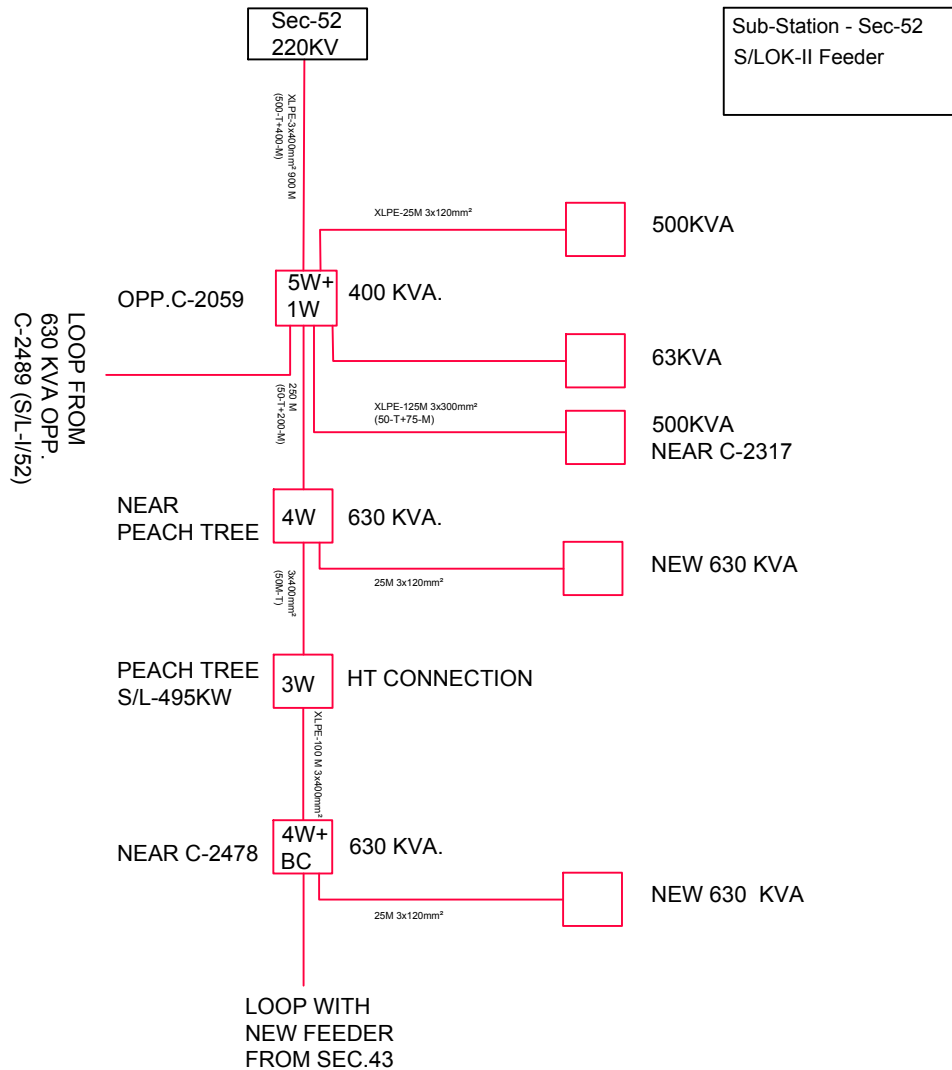 Sec-52
220KV
Sub-Station - Sec-52
S/LOK-II Feeder
XLPE-3x400mm² 900 M
(500-T+400-M)
XLPE-25M 3x120mm²
500KVA
OPP.C-2059
5W+
1W
400 KVA.
63KVA
LOOP FROM
630 KVA OPP.
C-2489 (S/L-I/52)
250 M
(50-T+200-M)
XLPE-125M 3x300mm²
(50-T+75-M)
500KVA
NEAR C-2317
NEAR
PEACH TREE
4W
630 KVA.
25M 3x120mm²
NEW 630 KVA
3x400mm²
(50M-T)
PEACH TREE
S/L-495KW
3W
HT CONNECTION
XLPE-100 M 3x400mm²
NEAR C-2478
4W+
BC
630 KVA.
25M 3x120mm²
NEW 630  KVA
LOOP WITH
NEW FEEDER
FROM SEC.43